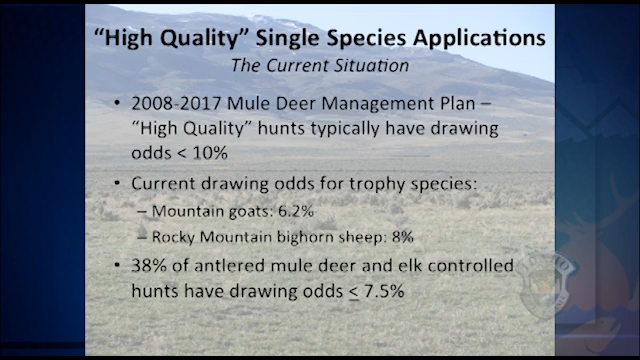 “High Quality” Single Species Applications
The Current Situation
• 2008-2017 Mule Deer Management Plan –
“High Quality” hunts typically have drawing
odds < 10%
• Current drawing odds for trophy species:
– Mountain goats: 6.2%
– Rocky Mountain bighorn sheep: 8%
• 38% of antlered mule deer and elk controlled
hunts have drawing odds ≤ 7.5%